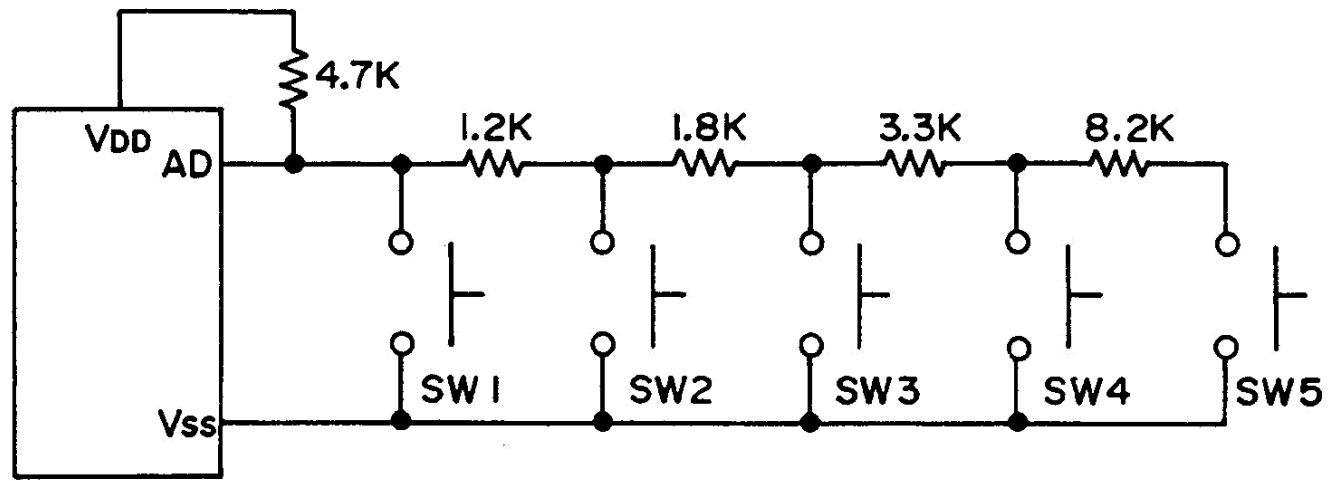 4.7K
VDD
1.2K 1.8K 3.3K 8.2K
AD
SW1 SW2 SW3 SW4 SW5
Vss